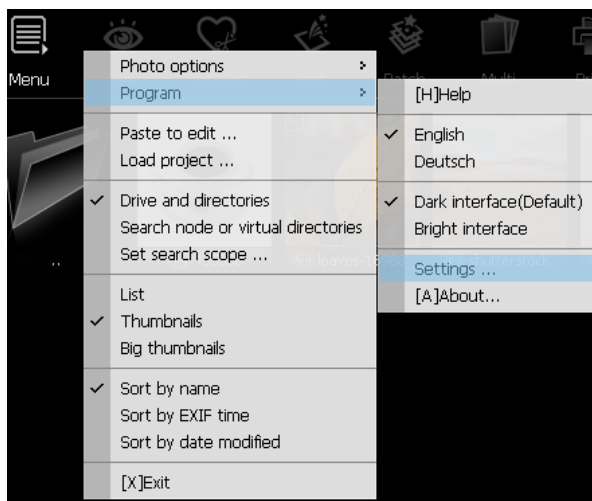 Menu
Photo options
Program
Paste to edit ...
Load project ...
Drive and directories
Search node or virtual directories
Set search scope ...
List
Thumbnails
Big thumbnails
Sort by name
Sort by EXIF time
Sort by date modified
[X]Exit
Batch
Multi
[H]Help
English
Deutsch
Dark interface(Default)
Bright interface
Settings ...
[A]About...
..